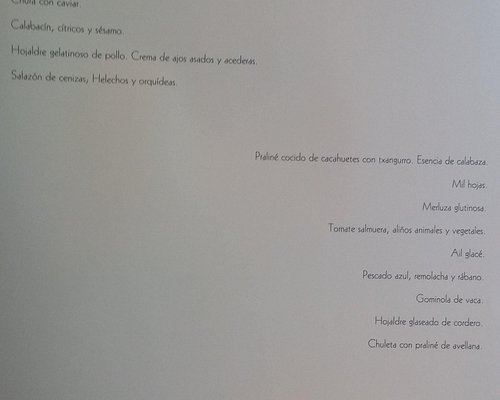 Chufa con caviar.
Calabacín, cítricos y sésamo.
Hojaldre gelatinoso de pollo. Crema de ajos asados y acederas.
Salazón de cenizas, Helechos y orquídeas.
Praliné cocido de cacahuetes con txangurro. Esencia de calabaza.
Mil hojas.
Merluza glutinosa.
Tomate salmuera, aliños animales y vegetales.
Ail glacé.
Pescado azul, remolacha y rábano.
Gominola de vaca.
Hojaldre glaseado de cordero.
Chuleta con praliné de avellana.